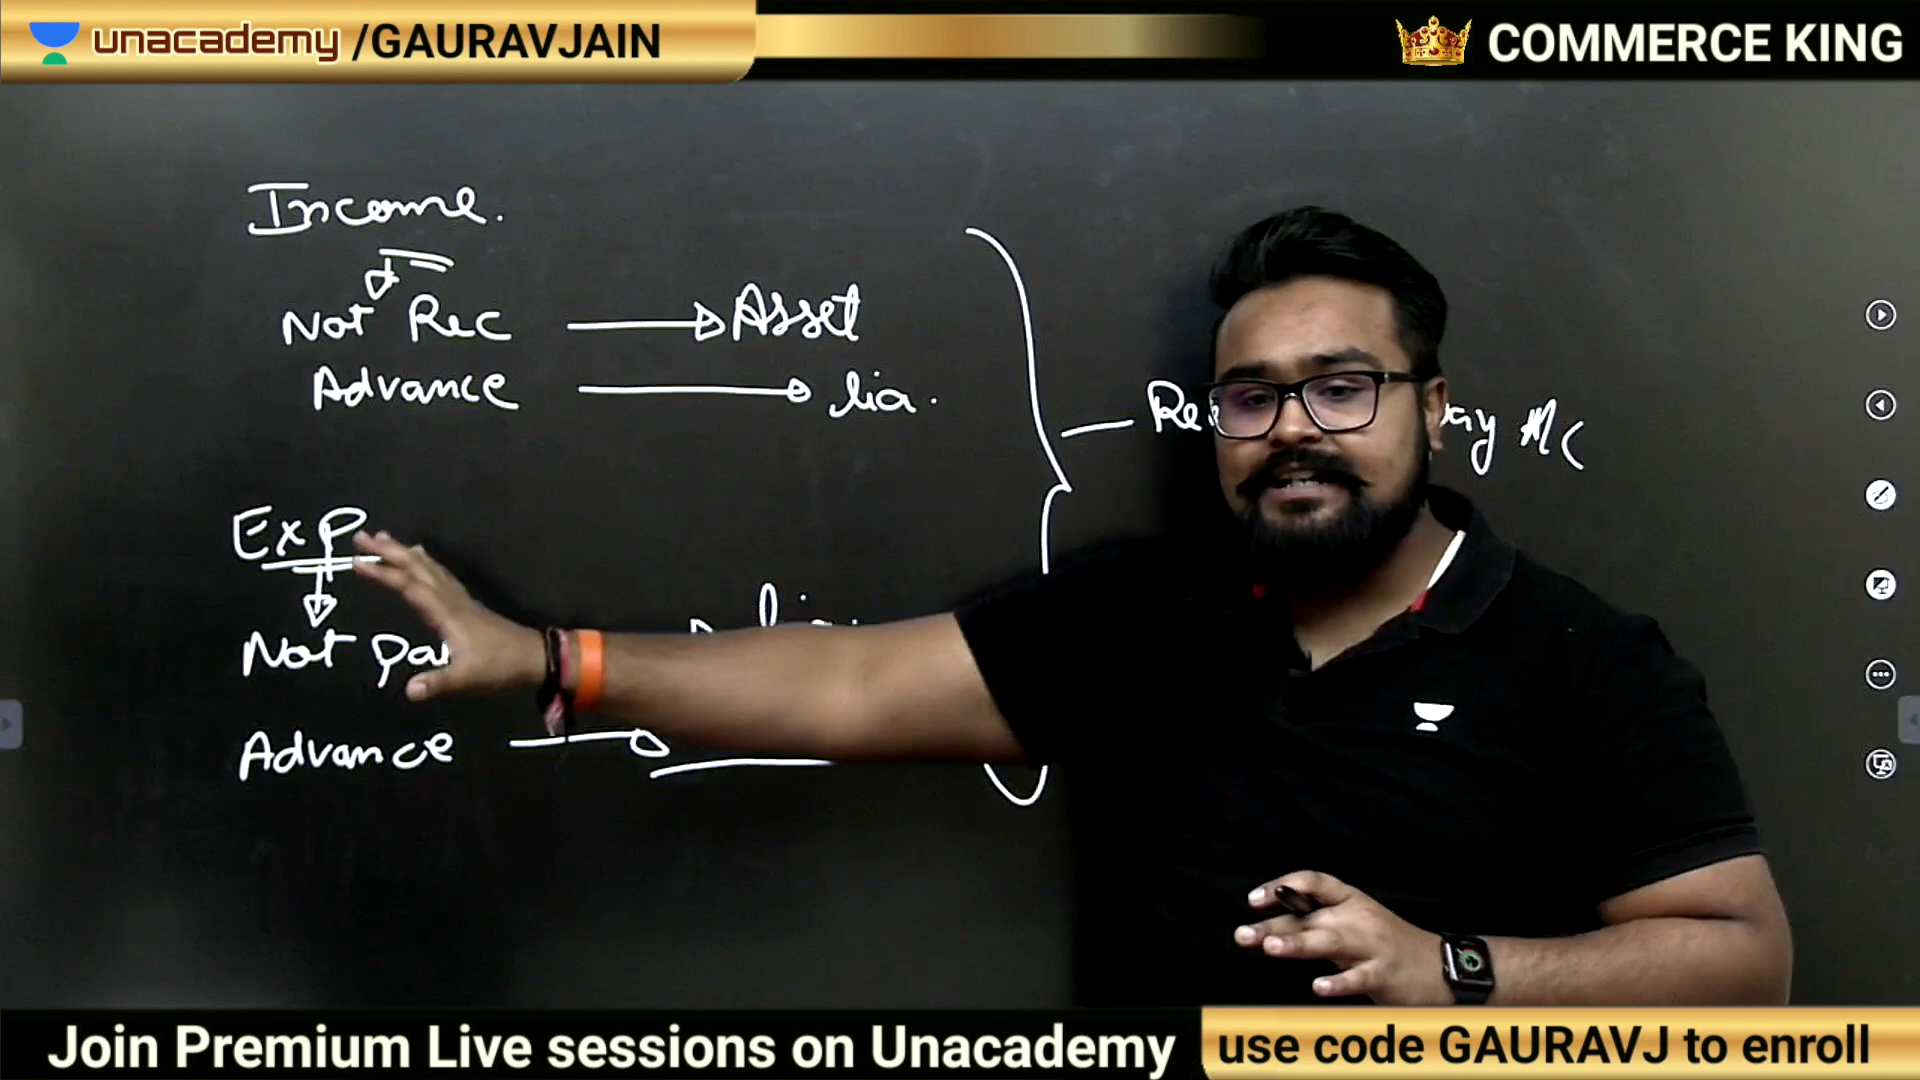 unacademy /GAURAVJAIN
COMMERCE KING
Income.
Not Rec → Asset
Advance → lia.
Exp
Not
Advance
Join Premium Live sessions on Unacademy
use code GAURAVJ to enroll